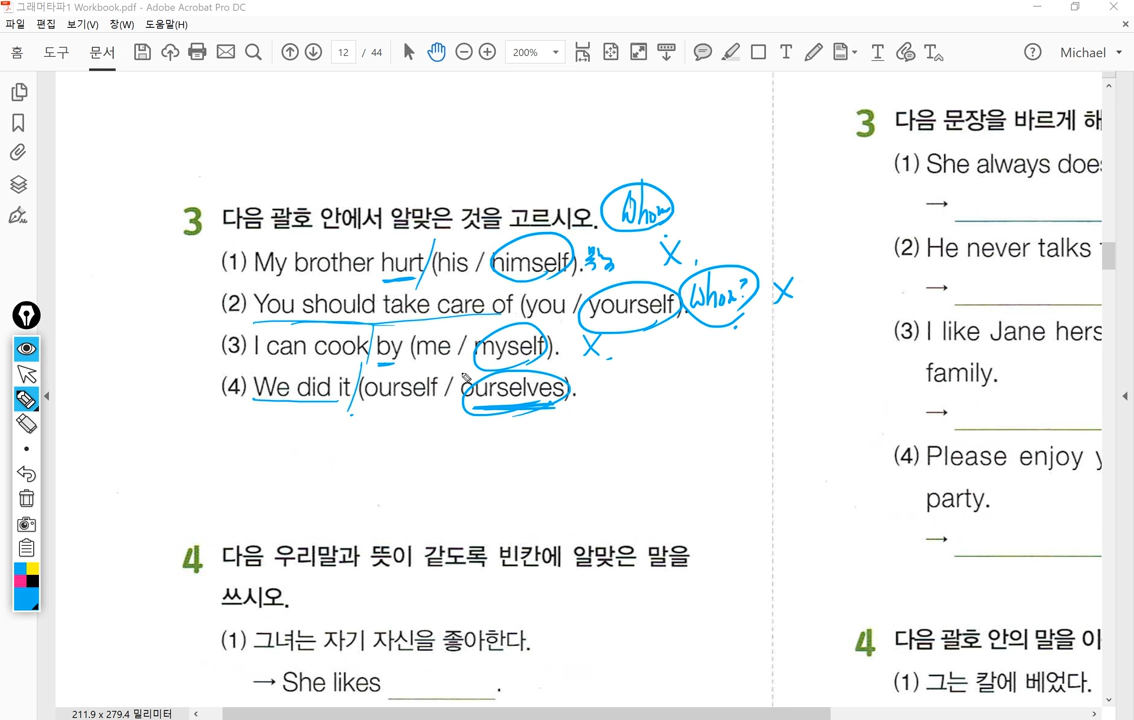 그래머타파1 Workbook.pdf - Adobe Acrobat Pro DC
파일 편집 보기(V) 창(W) 도움말(H)
홈 도구 문서 12 / 44 200% Michael
3 다음 괄호 안에서 알맞은 것을 고르시오. Whom
(1) My brother hurt / (his / himself). X
(2) You should take care of (you / yourself). Whom? X
(3) I can cook by (me / myself). X.
(4) We did it / (ourself / ourselves).
4 다음 우리말과 뜻이 같도록 빈칸에 알맞은 말을
쓰시오.
(1) 그녀는 자기 자신을 좋아한다.
→ She likes ________ .
3 다음 문장을 바르게 해
(1) She always doe
→
(2) He never talks
→
(3) I like Jane hers
family.
→
(4) Please enjoy y
party.
→
4 다음 괄호 안의 말을 이
(1) 그는 칼에 베었다.
211.9 x 279.4 밀리미터